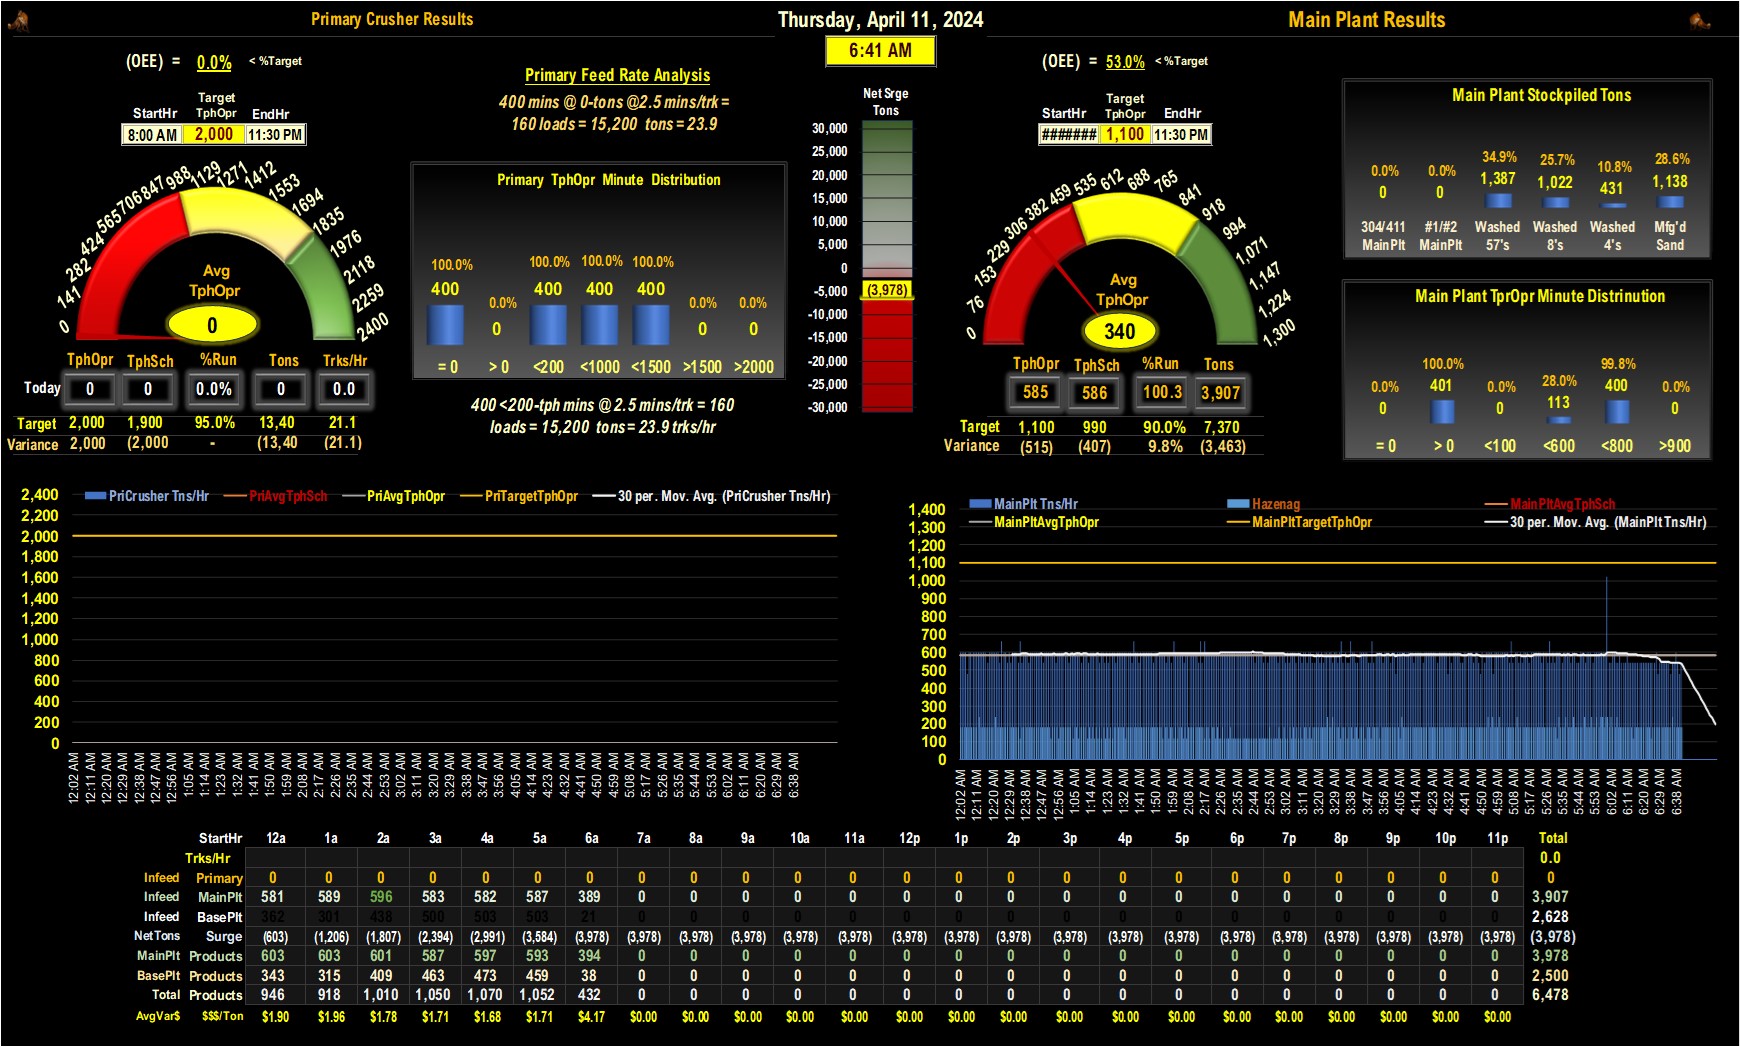 Primary Crusher Results
Thursday, April 11, 2024
Main Plant Results
6:41 AM
(OEE) = 0.0% < %Target
Target
StartHr TphOpr EndHr
8:00 AM 2,000 11:30 PM
0 141 282 424 565 706 847 988 1129 1271 1412 1553 1694 1835 1976 2118 2259 2400
Avg
TphOpr
0
TphOpr TphSch %Run Tons Trks/Hr
Today 0 0 0.0% 0 0.0
Target 2,000 1,900 95.0% 13,40 21.1
Variance 2,000 (2,000 - (13,40 (21.1)
Primary Feed Rate Analysis
400 mins @ 0-tons @2.5 mins/trk =
160 loads = 15,200 tons = 23.9
Primary TphOpr Minute Distribution
100.0% 0.0% 100.0% 100.0% 100.0% 0.0% 0.0%
400 0 400 400 400 0 0
= 0 > 0 <200 <1000 <1500 >1500 >2000
400 <200-tph mins @ 2.5 mins/trk = 160
loads = 15,200 tons = 23.9 trks/hr
Net Srge
Tons
30,000
25,000
20,000
15,000
10,000
5,000
0
-5,000
(3,978)
-10,000
-15,000
-20,000
-25,000
-30,000
(OEE) = 53.0% < %Target
Target
StartHr TphOpr EndHr
####### 1,100 11:30 PM
0 76 153 229 306 382 459 535 612 688 765 841 918 994 1,071 1,147 1,224 1,300
Avg
TphOpr
340
TphOpr TphSch %Run Tons
585 586 100.3 3,907
Target 1,100 990 90.0% 7,370
Variance (515) (407) 9.8% (3,463)
Main Plant Stockpiled Tons
0.0% 0.0% 34.9% 25.7% 10.8% 28.6%
0 0 1,387 1,022 431 1,138
304/411 #1/#2 Washed Washed Washed Mfg'd
MainPlt MainPlt 57's 8's 4's Sand
Main Plant TprOpr Minute Distrinution
0.0% 100.0% 0.0% 28.0% 99.8% 0.0%
0 401 0 113 400 0
= 0 > 0 <100 <600 <800 >900
PriCrusher Tns/Hr PriAvgTphSch PriAvgTphOpr PriTargetTphOpr 30 per. Mov. Avg. (PriCrusher Tns/Hr)
2,400
2,200
2,000
1,800
1,600
1,400
1,200
1,000
800
600
400
200
0
12:02 AM 12:11 AM 12:20 AM 12:29 AM 12:38 AM 12:47 AM 12:56 AM 1:05 AM 1:14 AM 1:23 AM 1:32 AM 1:41 AM 1:50 AM 1:59 AM 2:08 AM 2:17 AM 2:26 AM 2:35 AM 2:44 AM 2:53 AM 3:02 AM 3:11 AM 3:20 AM 3:29 AM 3:38 AM 3:47 AM 3:56 AM 4:05 AM 4:14 AM 4:23 AM 4:32 AM 4:41 AM 4:50 AM 4:59 AM 5:08 AM 5:17 AM 5:26 AM 5:35 AM 5:44 AM 5:53 AM 6:02 AM 6:11 AM 6:20 AM 6:29 AM 6:38 AM
MainPlt Tns/Hr Hazenag MainPltAvgTphSch
MainPltAvgTphOpr MainPltTargetTphOpr 30 per. Mov. Avg. (MainPlt Tns/Hr)
1,400
1,300
1,200
1,100
1,000
900
800
700
600
500
400
300
200
100
0
12:02 AM 12:11 AM 12:20 AM 12:29 AM 12:38 AM 12:47 AM 12:56 AM 1:05 AM 1:14 AM 1:23 AM 1:32 AM 1:41 AM 1:50 AM 1:59 AM 2:08 AM 2:17 AM 2:26 AM 2:35 AM 2:44 AM 2:53 AM 3:02 AM 3:11 AM 3:20 AM 3:29 AM 3:38 AM 3:47 AM 3:56 AM 4:05 AM 4:14 AM 4:23 AM 4:32 AM 4:41 AM 4:50 AM 4:59 AM 5:08 AM 5:17 AM 5:26 AM 5:35 AM 5:44 AM 5:53 AM 6:02 AM 6:11 AM 6:20 AM 6:29 AM 6:38 AM
StartHr 12a 1a 2a 3a 4a 5a 6a 7a 8a 9a 10a 11a 12p 1p 2p 3p 4p 5p 6p 7p 8p 9p 10p 11p Total
Trks/Hr 0.0
Infeed Primary 0 0 0 0 0 0 0 0 0 0 0 0 0 0 0 0 0 0 0 0 0 0 0 0 0
Infeed MainPlt 581 589 596 583 582 587 389 0 0 0 0 0 0 0 0 0 0 0 0 0 0 0 0 0 3,907
Infeed BasePlt 362 301 438 500 503 503 21 0 0 0 0 0 0 0 0 0 0 0 0 0 0 0 0 0 2,628
NetTons Surge (603) (1,206) (1,807) (2,394) (2,991) (3,584) (3,978) (3,978) (3,978) (3,978) (3,978) (3,978) (3,978) (3,978) (3,978) (3,978) (3,978) (3,978) (3,978) (3,978) (3,978) (3,978) (3,978) (3,978) (3,978)
MainPlt Products 603 603 601 587 597 593 394 0 0 0 0 0 0 0 0 0 0 0 0 0 0 0 0 0 3,978
BasePlt Products 343 315 409 463 473 459 38 0 0 0 0 0 0 0 0 0 0 0 0 0 0 0 0 0 2,500
Total Products 946 918 1,010 1,050 1,070 1,052 432 0 0 0 0 0 0 0 0 0 0 0 0 0 0 0 0 0 6,478
AvgVar$ $$$/Ton $1.90 $1.96 $1.78 $1.71 $1.68 $1.71 $4.17 $0.00 $0.00 $0.00 $0.00 $0.00 $0.00 $0.00 $0.00 $0.00 $0.00 $0.00 $0.00 $0.00 $0.00 $0.00 $0.00 $0.00